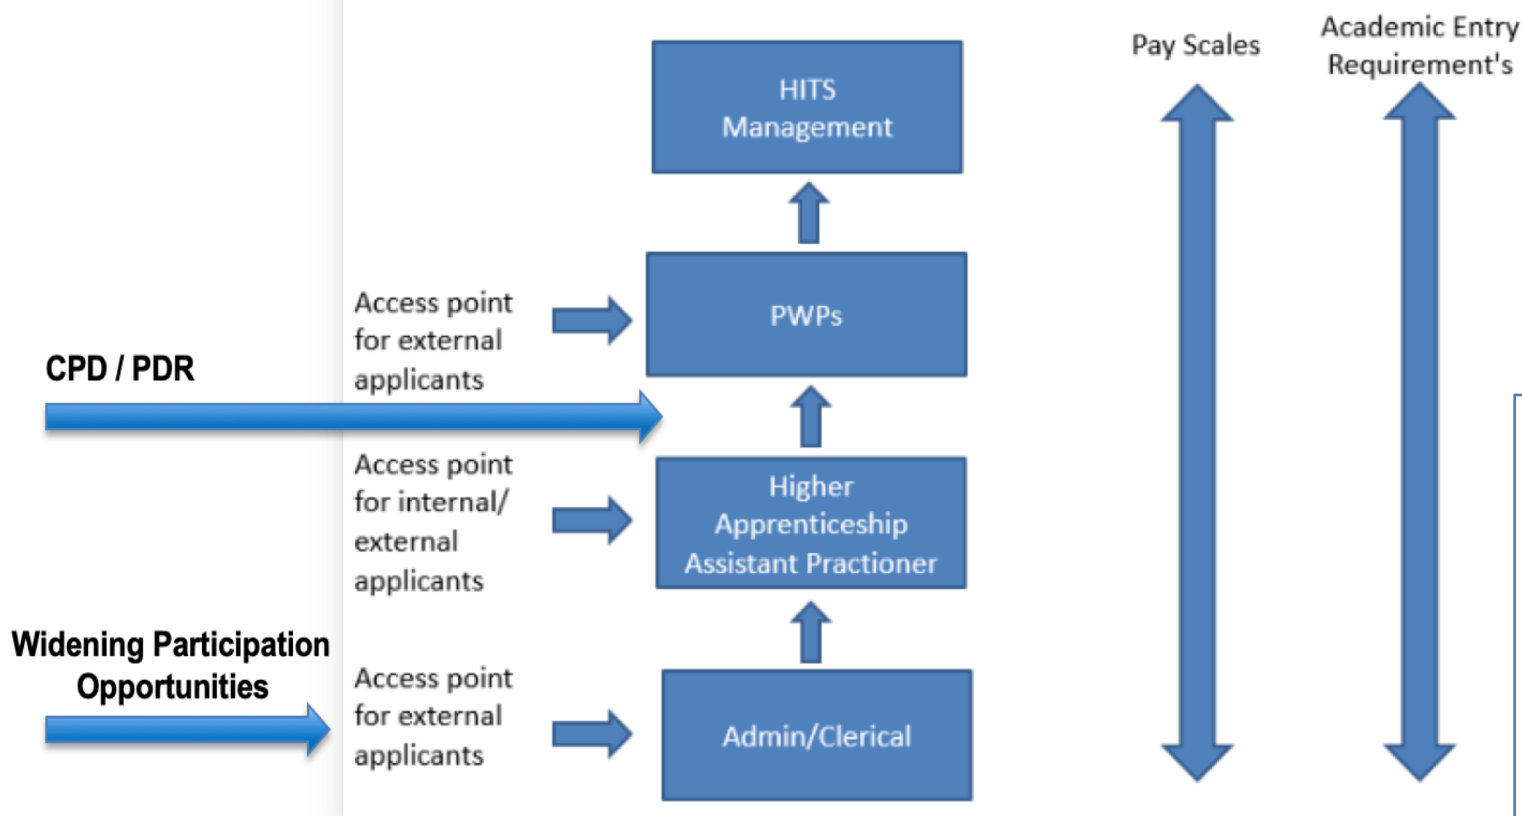 Pay Scales
Academic Entry
Requirement's
HITS
Management
Access point
for external
applicants
PWPs
CPD / PDR
Access point
for internal/
external
applicants
Higher
Apprenticeship
Assistant Practioner
Widening Participation
Opportunities
Access point
for external
applicants
Admin/Clerical